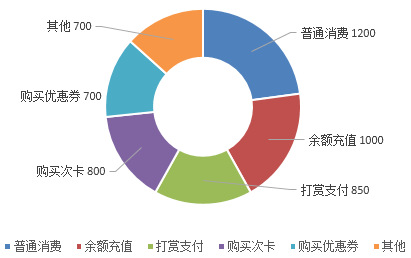 其他 700
普通消费 1200
购买优惠券 700
余额充值 1000
购买次卡 800
打赏支付 850
普通消费 余额充值 打赏支付 购买次卡 购买优惠券 其他